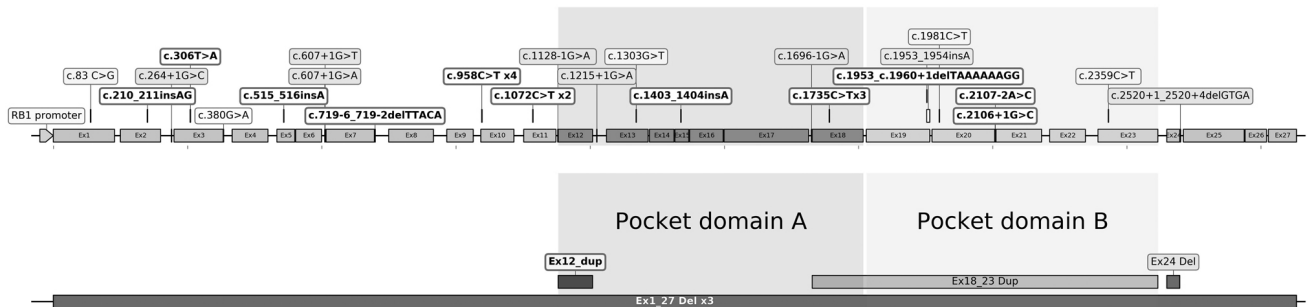 c.1981C>T
c.306T>A
c.607+1G>T
c.1128-1G>A
c.1303G>T
c.1696-1G>A
c.1953_1954insA
c.83 C>G
c.264+1G>C
c.607+1G>A
c.958C>T x4
c.1215+1G>A
c.1953_c.1960+1delTAAAAAAGG
c.2359C>T
c.210_211insAG
c.515_516insA
c.1072C>T x2
c.1403_1404insA
c.1735C>Tx3
c.2107-2A>C
c.2520+1_2520+4delGTGA
RB1 promoter
c.380G>A
c.719-6_719-2delTTACA
c.2106+1G>C
Ex1 Ex2 Ex3 Ex4 Ex5 Ex6 Ex7 Ex8 Ex9 Ex10 Ex11 Ex12 Ex13 Ex14 Ex16 Ex17 Ex18 Ex19 Ex20 Ex21 Ex22 Ex23 Ex25 Ex26 Ex27
Pocket domain A Pocket domain B
Ex12_dup
Ex24 Del
Ex18_23 Dup
Ex1_27 Del x3